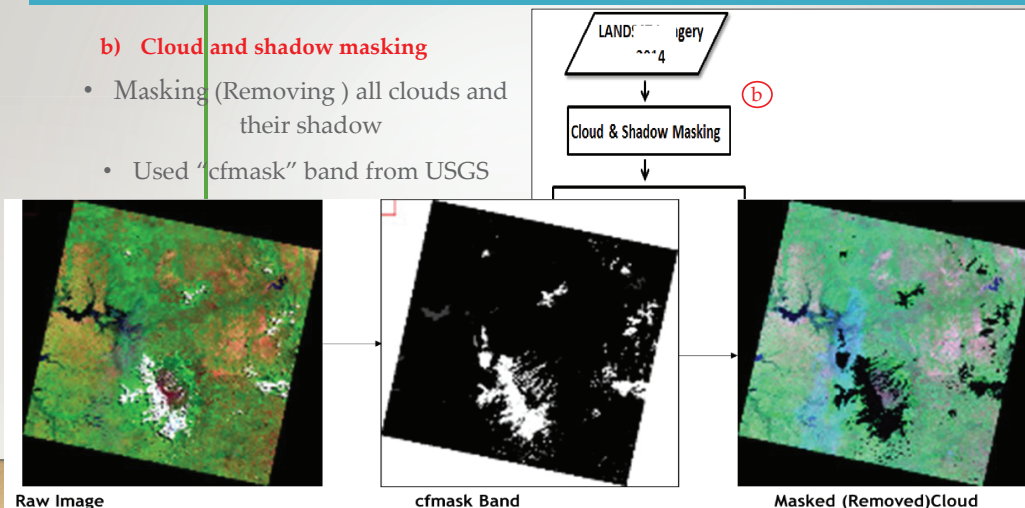 b) Cloud and shadow masking
• Masking (Removing ) all clouds and
their shadow
• Used "cfmask" band from USGS
2014
b
Cloud & Shadow Masking
Raw Image
cfmask Band
Masked (Removed)Cloud